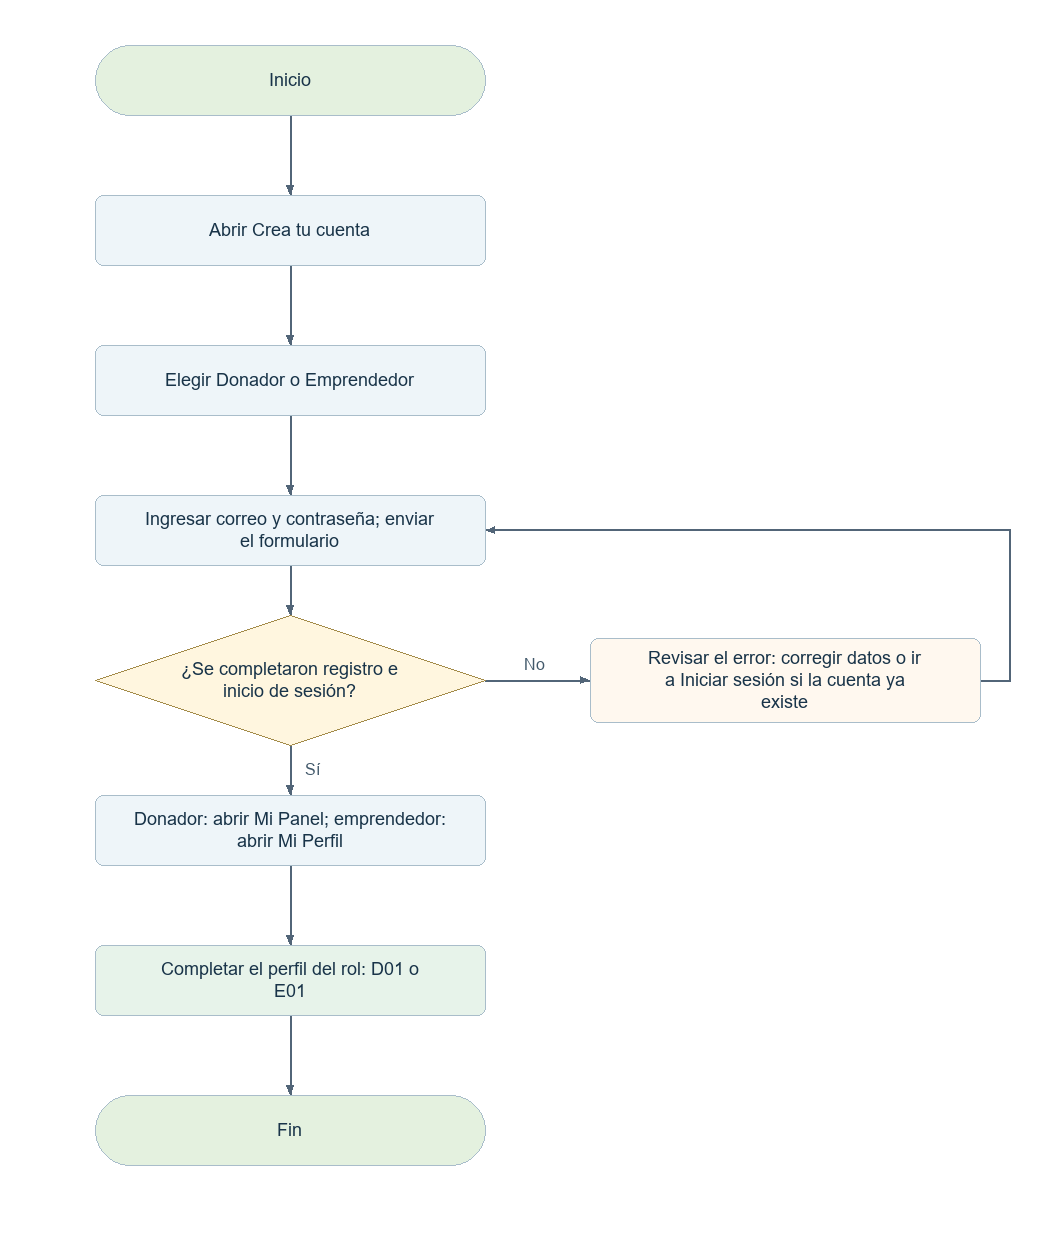 Inicio
Abrir Crea tu cuenta
Elegir Donador o Emprendedor
Ingresar correo y contraseña; enviar
el formulario
¿Se completaron registro e
inicio de sesión?
No
Revisar el error: corregir datos o ir
a Iniciar sesión si la cuenta ya
existe
Sí
Donador: abrir Mi Panel; emprendedor:
abrir Mi Perfil
Completar el perfil del rol: D01 o
E01
Fin